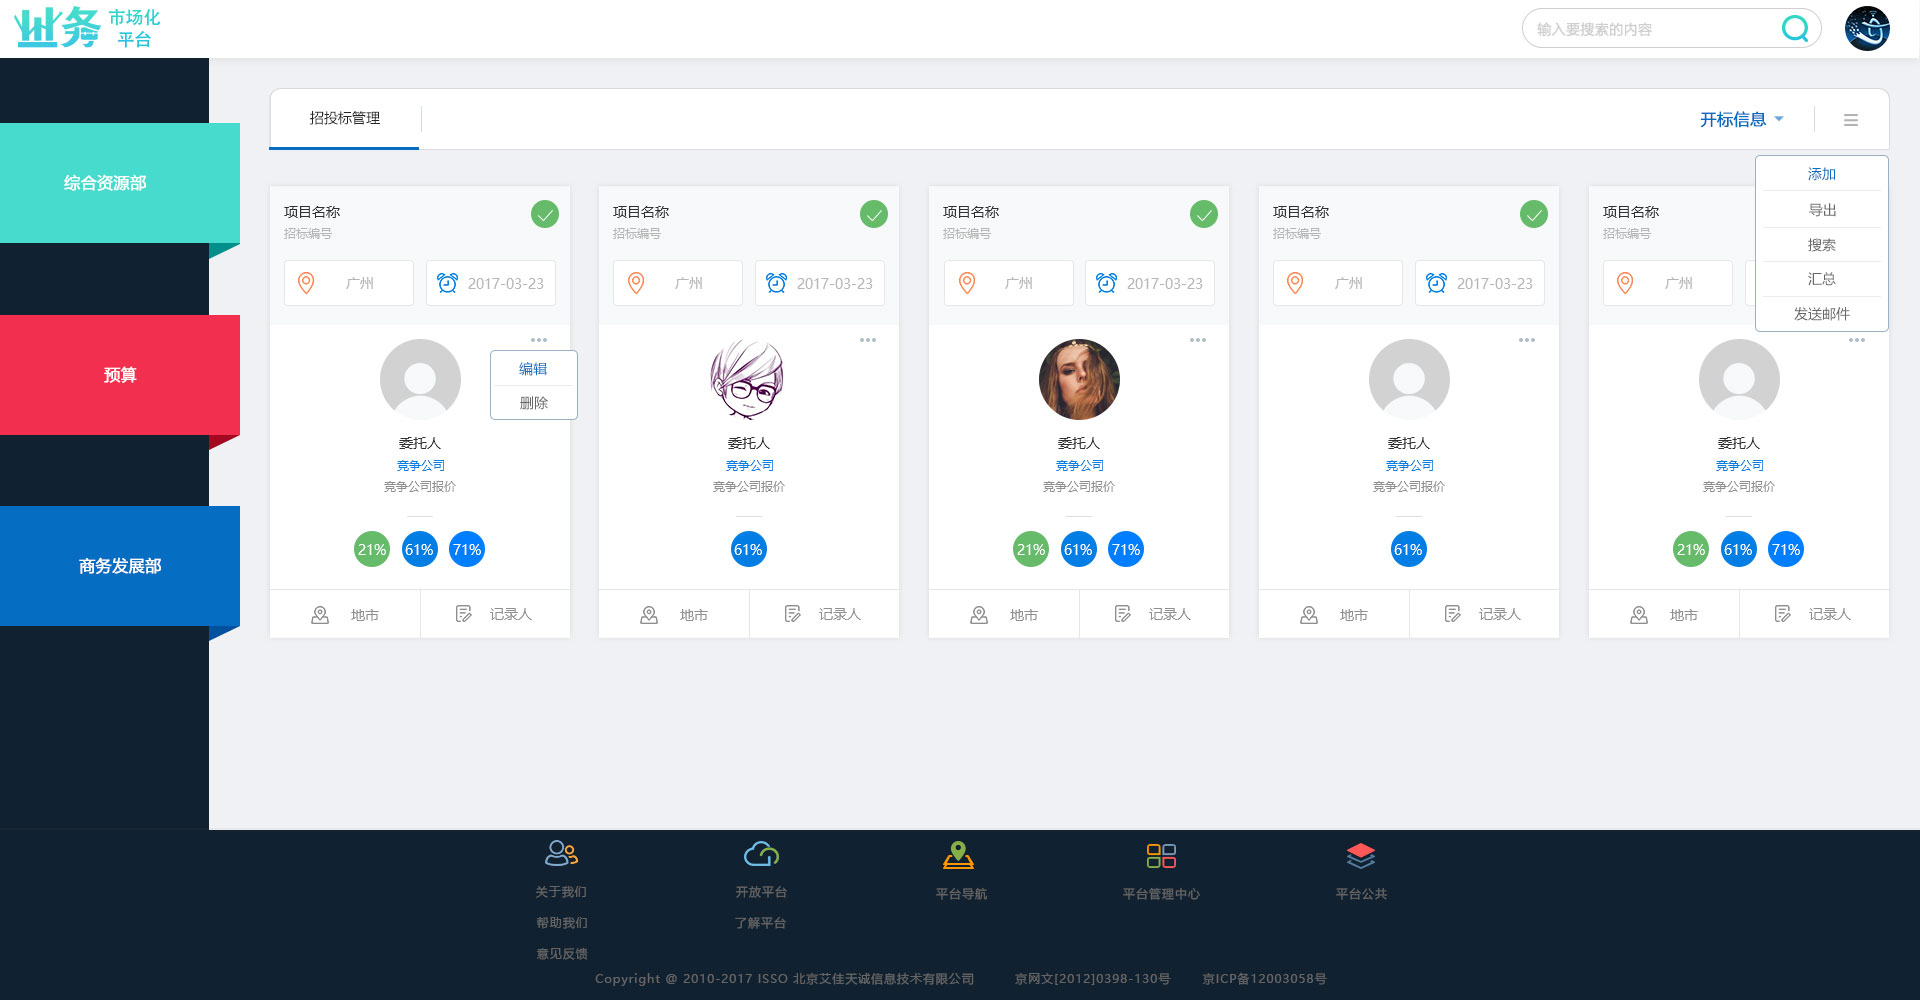 业务 市场化
平台
输入要搜索的内容
综合资源部
预算
商务发展部
招投标管理
开标信息
添加
导出
搜索
汇总
发送邮件
项目名称
招标编号
广州
2017-03-23
编辑
删除
委托人
竞争公司
竞争公司报价
21% 61% 71%
地市
记录人
项目名称
招标编号
广州
2017-03-23
委托人
竞争公司
竞争公司报价
61%
地市
记录人
项目名称
招标编号
广州
2017-03-23
委托人
竞争公司
竞争公司报价
21% 61% 71%
地市
记录人
项目名称
招标编号
广州
2017-03-23
委托人
竞争公司
竞争公司报价
61%
地市
记录人
项目名称
招标编号
广州
委托人
竞争公司
竞争公司报价
21% 61% 71%
地市
记录人
关于我们
帮助我们
意见反馈
开放平台
了解平台
平台导航
平台管理中心
平台公共
Copyright @ 2010-2017 ISSO 北京艾佳天诚信息技术有限公司 京网文[2012]0398-130号 京ICP备12003058号